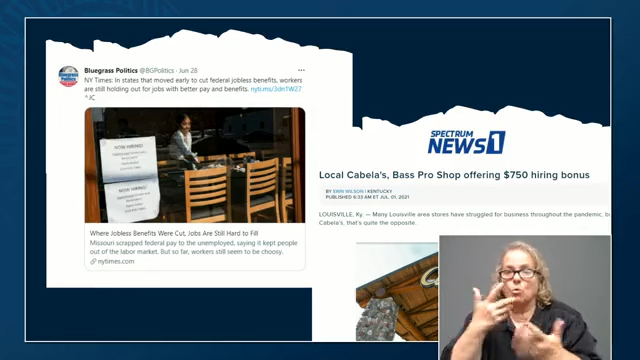 Bluegrass Politics @BGPolitics · Jun 28
NY Times: In states that moved early to cut federal jobless benefits, workers
are still holding out for jobs with better pay and benefits. nyti.ms/3dn1W27
^JC
NOW HIRING!
NOW HIRING!
Where Jobless Benefits Were Cut, Jobs Are Still Hard to Fill
Missouri scrapped federal pay to the unemployed, saying it kept people
out of the labor market. But so far, workers still seem to be choosy.
nytimes.com
SPECTRUM
NEWS 1
Local Cabela's, Bass Pro Shop offering $750 hiring bonus
BY ERIN WILSON | KENTUCKY
PUBLISHED 6:33 AM ET JUL. 01, 2021
LOUISVILLE, Ky. — Many Louisville area stores have struggled for business throughout the pandemic, b
Cabela's, that's quite the opposite.